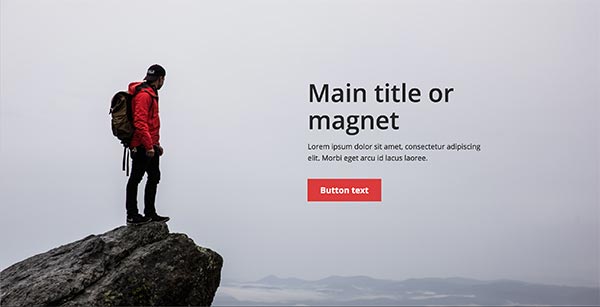 Main title or
magnet
Lorem ipsum dolor sit amet, consectetur adipiscing
elit. Morbi eget arcu id lacus laoree.
Button text